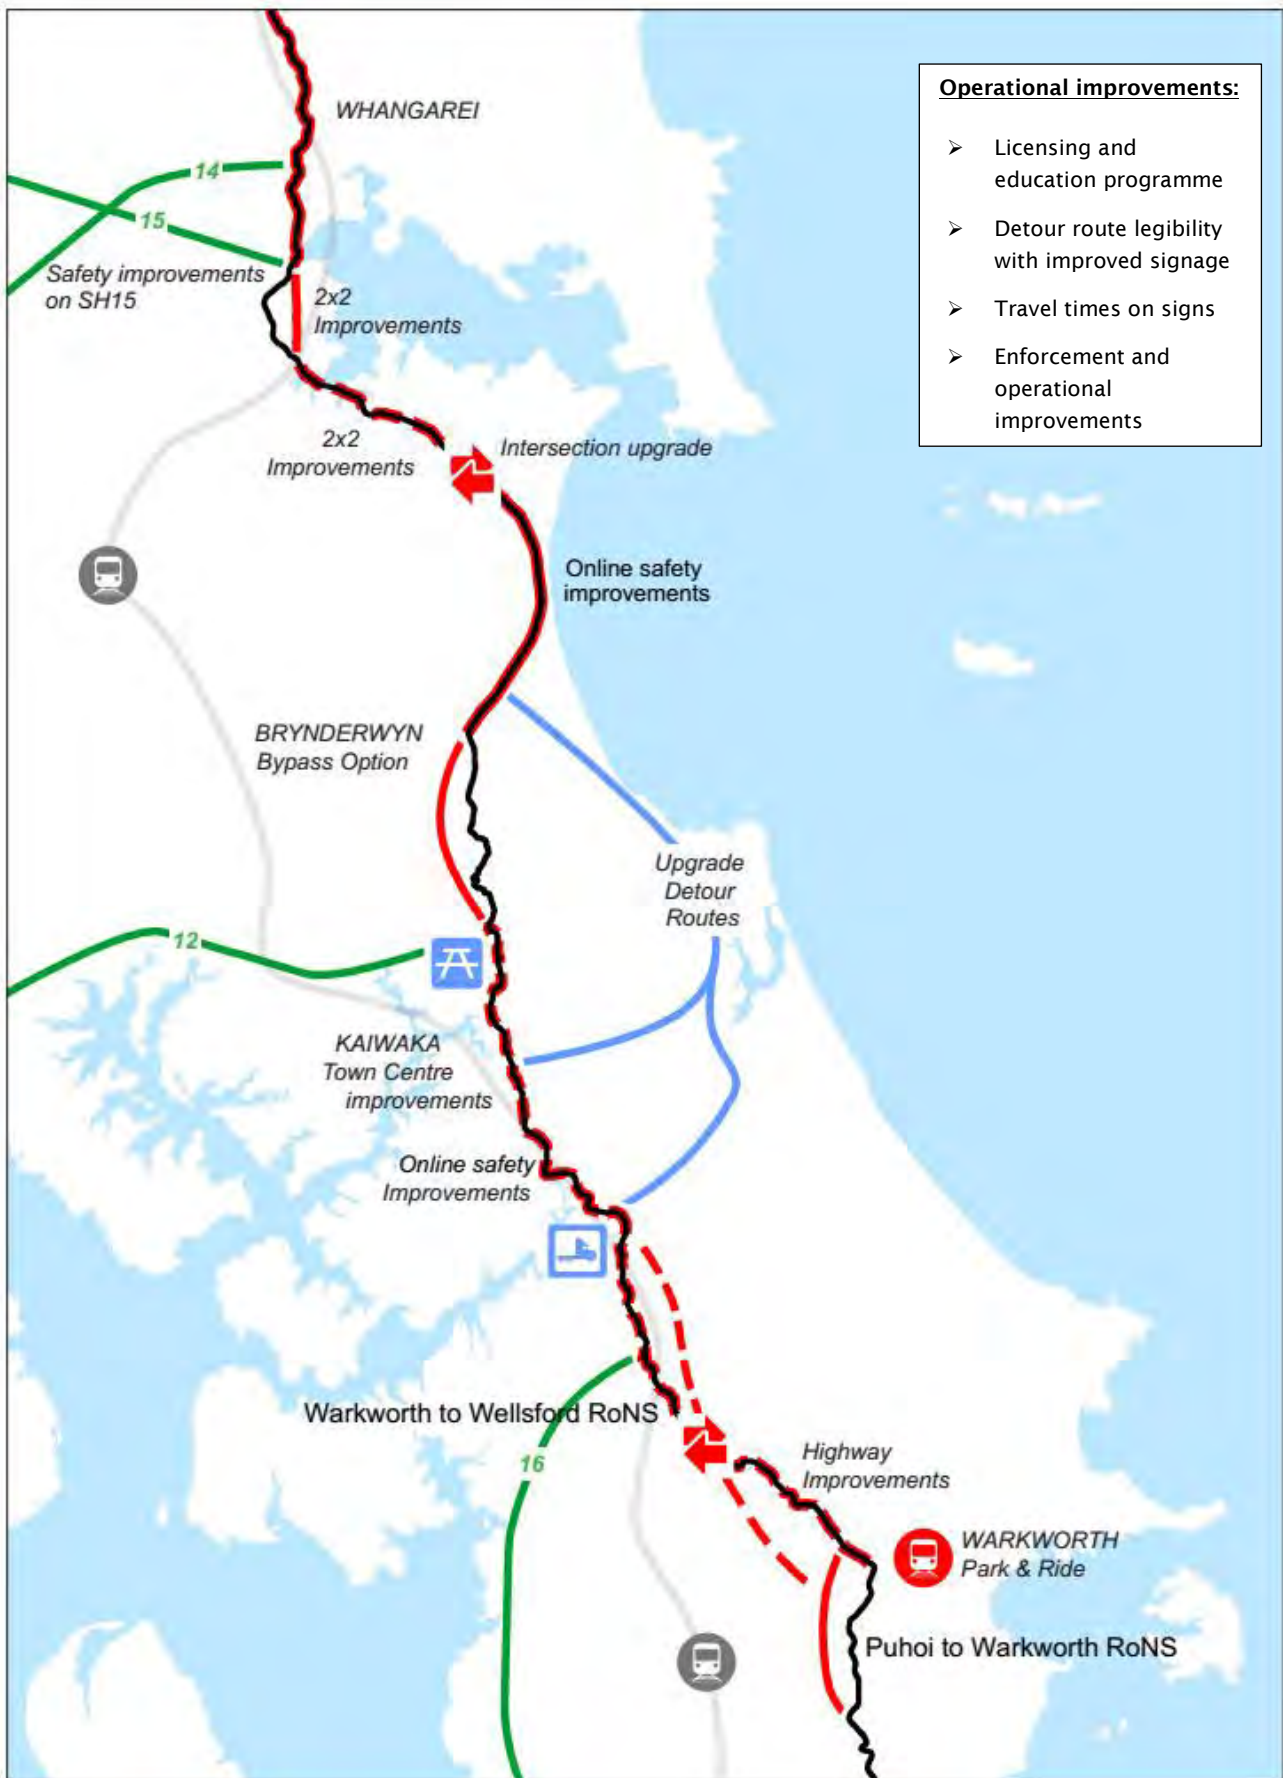 Operational improvements:
➢ Licensing and
education programme
➢ Detour route legibility
with improved signage
➢ Travel times on signs
➢ Enforcement and
operational
improvements
WHANGAREI
14
15
Safety improvements
on SH15
2x2
Improvements
2x2
Improvements
Intersection upgrade
Online safety
improvements
BRYNDERWYN
Bypass Option
Upgrade
Detour
Routes
12
KAIWAKA
Town Centre
improvements
Online safety
Improvements
Warkworth to Wellsford RoNS
16
Highway
Improvements
WARKWORTH
Park & Ride
Puhoi to Warkworth RoNS